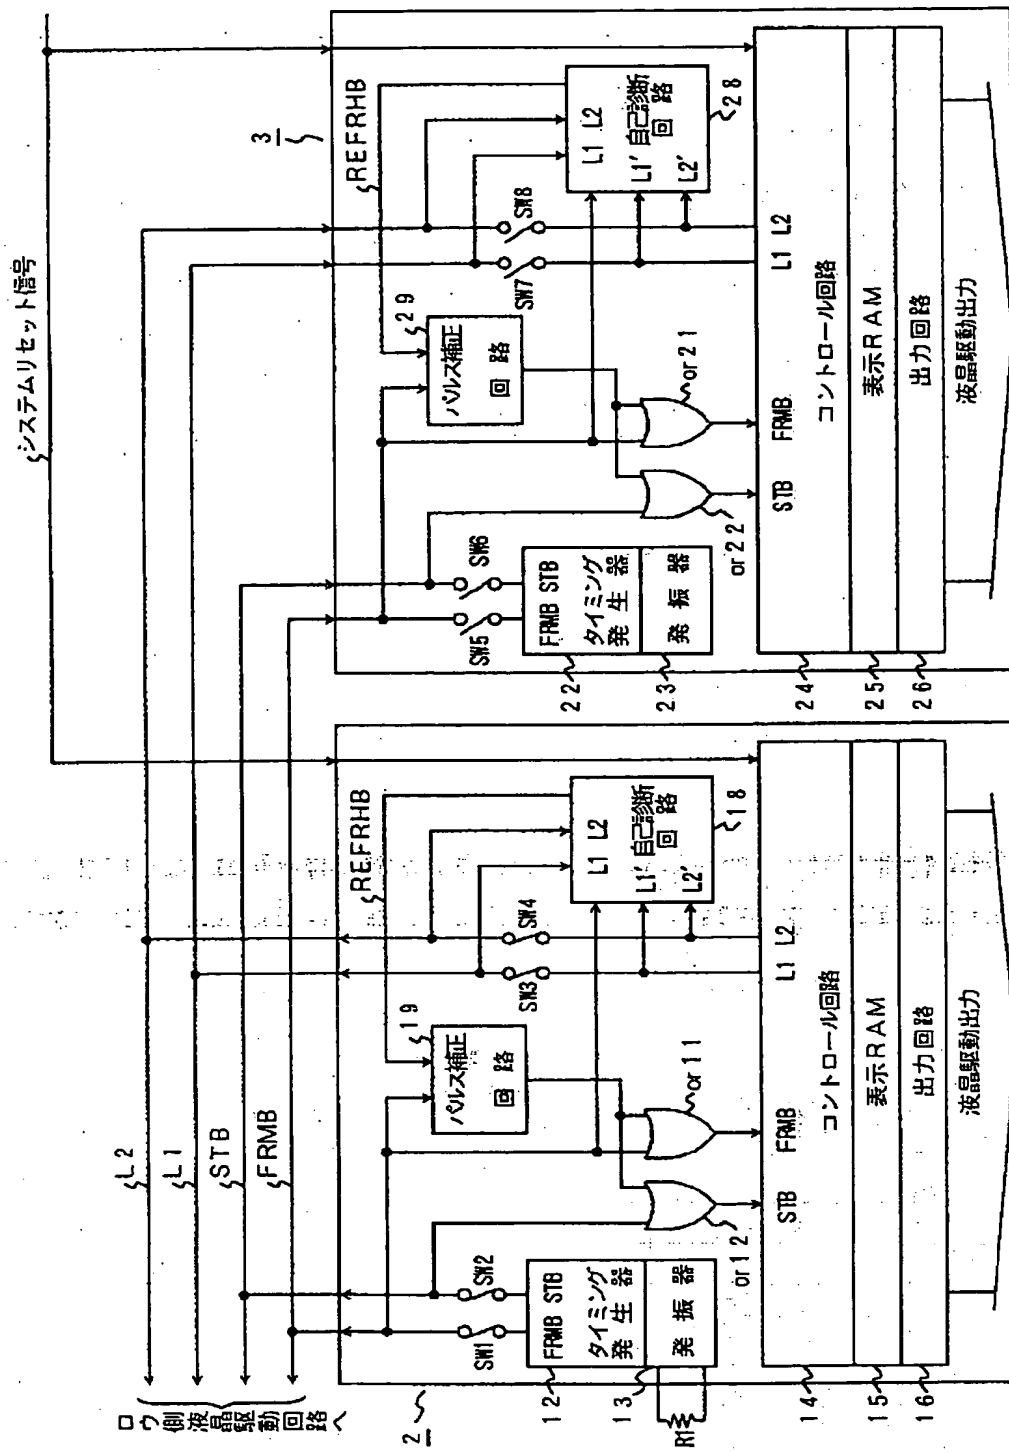 システムリセット信号
L2
L1
STB
FRMB
ロウ側液晶駆動回路へ
2
REFRHB
SW1
SW2
SW3
SW4
19
パルス補正
回路
L1 L2
L1' 自己診断
回路
L2'
18
FRMB STB
タイミング
発生器
発振器
12
13
R1
or12
or11
STB
FRMB
L1 L2
14
コントロール回路
15
表示RAM
16
出力回路
液晶駆動出力
3
REFRHB
SW5
SW6
SW7
SW8
29
パルス補正
回路
L1 L2
L1' 自己診断
回路
L2'
28
FRMB STB
タイミング
発生器
発振器
22
23
or22
or21
STB
FRMB
L1 L2
24
コントロール回路
25
表示RAM
26
出力回路
液晶駆動出力